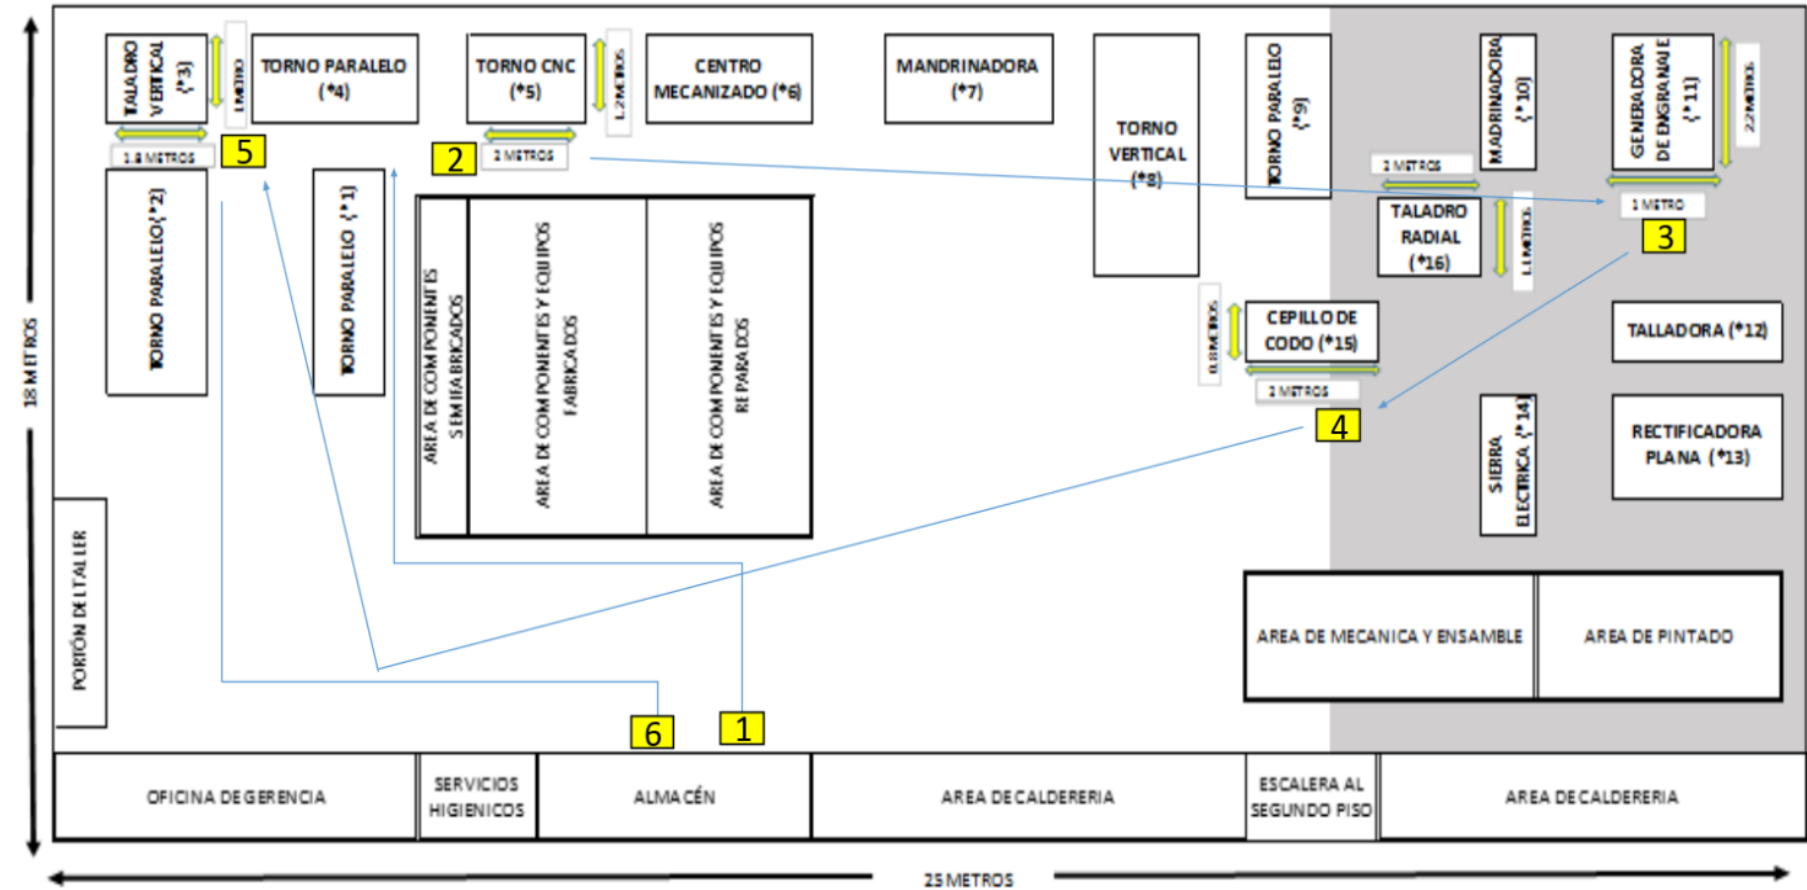 TALADRO
VERTICAL
(*3)
1 METRO
TORNO PARALELO
(*4)
TORNO CNC
(*5)
1.2 METROS
CENTRO
MECANIZADO (*6)
MANDRINADORA
(*7)
TORNO
VERTICAL
(*8)
TORNO PARALELO
(*9)
MADRINADORA
(*10)
GENERADORA
DE ENGRANAJE
(*11)
2.2 METROS
1.8 METROS
5
2
2 METROS
2 METROS
1 METRO
3
TORNO PARALELO(*2)
TORNO PARALELO (*1)
AREA DE COMPONENTES
SEMIFABRICADOS
AREA DE COMPONENTES Y EQUIPOS
FABRICADOS
AREA DE COMPONENTES Y EQUIPOS
REPARADOS
TALADRO
RADIAL
(*16)
1.1 METROS
0.8 METROS
CEPILLO DE
CODO (*15)
2 METROS
4
TALLADORA (*12)
SIERRA
ELECTRICA (*14)
RECTIFICADORA
PLANA (*13)
18 METROS
PORTÓN DEL TALLER
AREA DE MECANICA Y ENSAMBLE
AREA DE PINTADO
6
1
OFICINA DE GERENCIA
SERVICIOS
HIGIENICOS
ALMACÉN
AREA DE CALDERERIA
ESCALERA AL
SEGUNDO PISO
AREA DE CALDERERIA
25 METROS